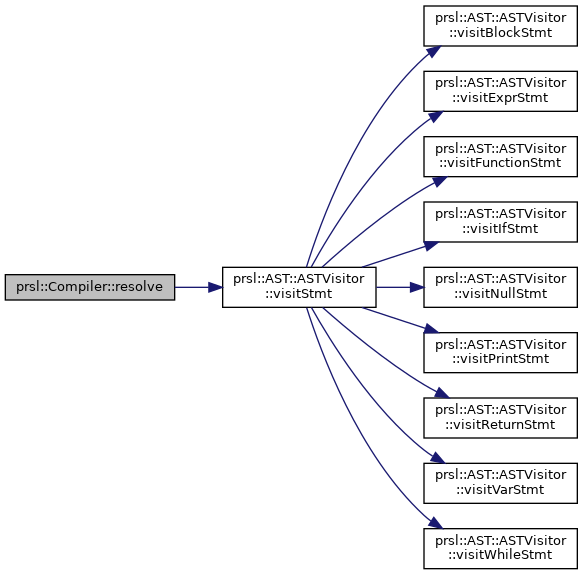 prsl::AST::ASTVisitor
::visitBlockStmt
prsl::AST::ASTVisitor
::visitExprStmt
prsl::AST::ASTVisitor
::visitFunctionStmt
prsl::AST::ASTVisitor
::visitIfStmt
prsl::Compiler::resolve
prsl::AST::ASTVisitor
::visitStmt
prsl::AST::ASTVisitor
::visitNullStmt
prsl::AST::ASTVisitor
::visitPrintStmt
prsl::AST::ASTVisitor
::visitReturnStmt
prsl::AST::ASTVisitor
::visitVarStmt
prsl::AST::ASTVisitor
::visitWhileStmt